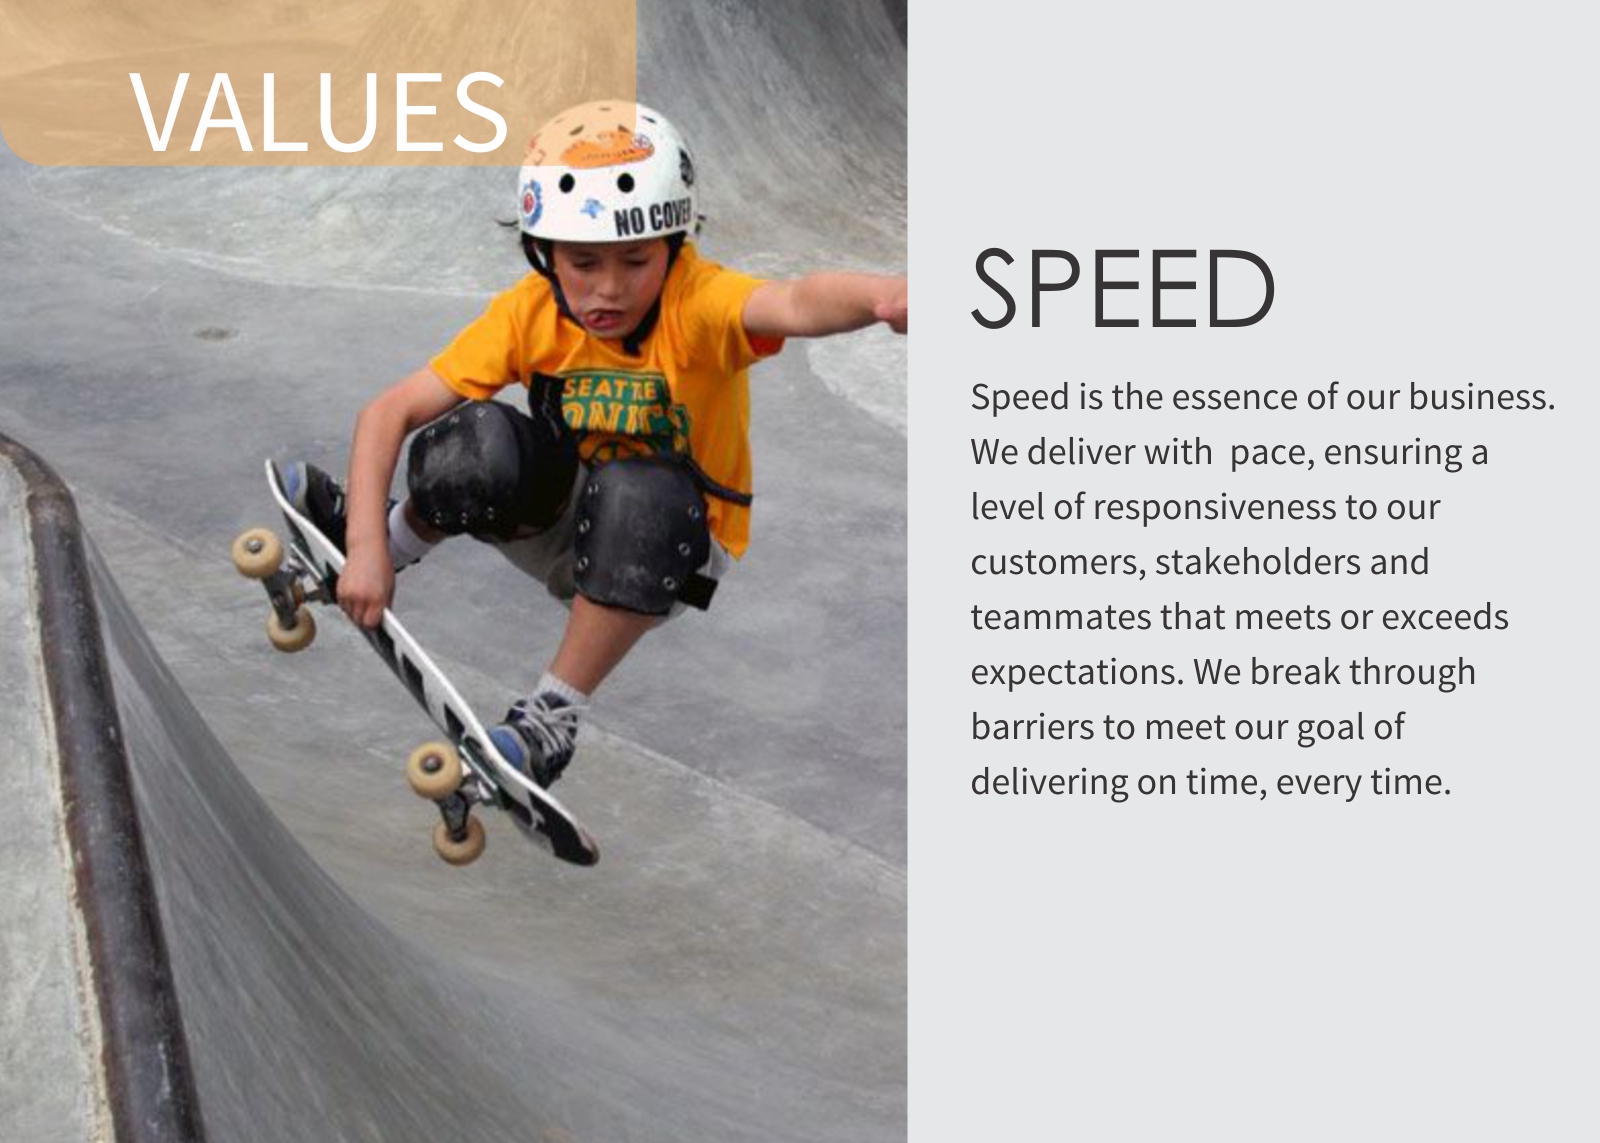 VALUES
NO COVER
SEATTLE
SPEED
Speed is the essence of our business.
We deliver with  pace, ensuring a
level of responsiveness to our
customers, stakeholders and
teammates that meets or exceeds
expectations. We break through
barriers to meet our goal of
delivering on time, every time.